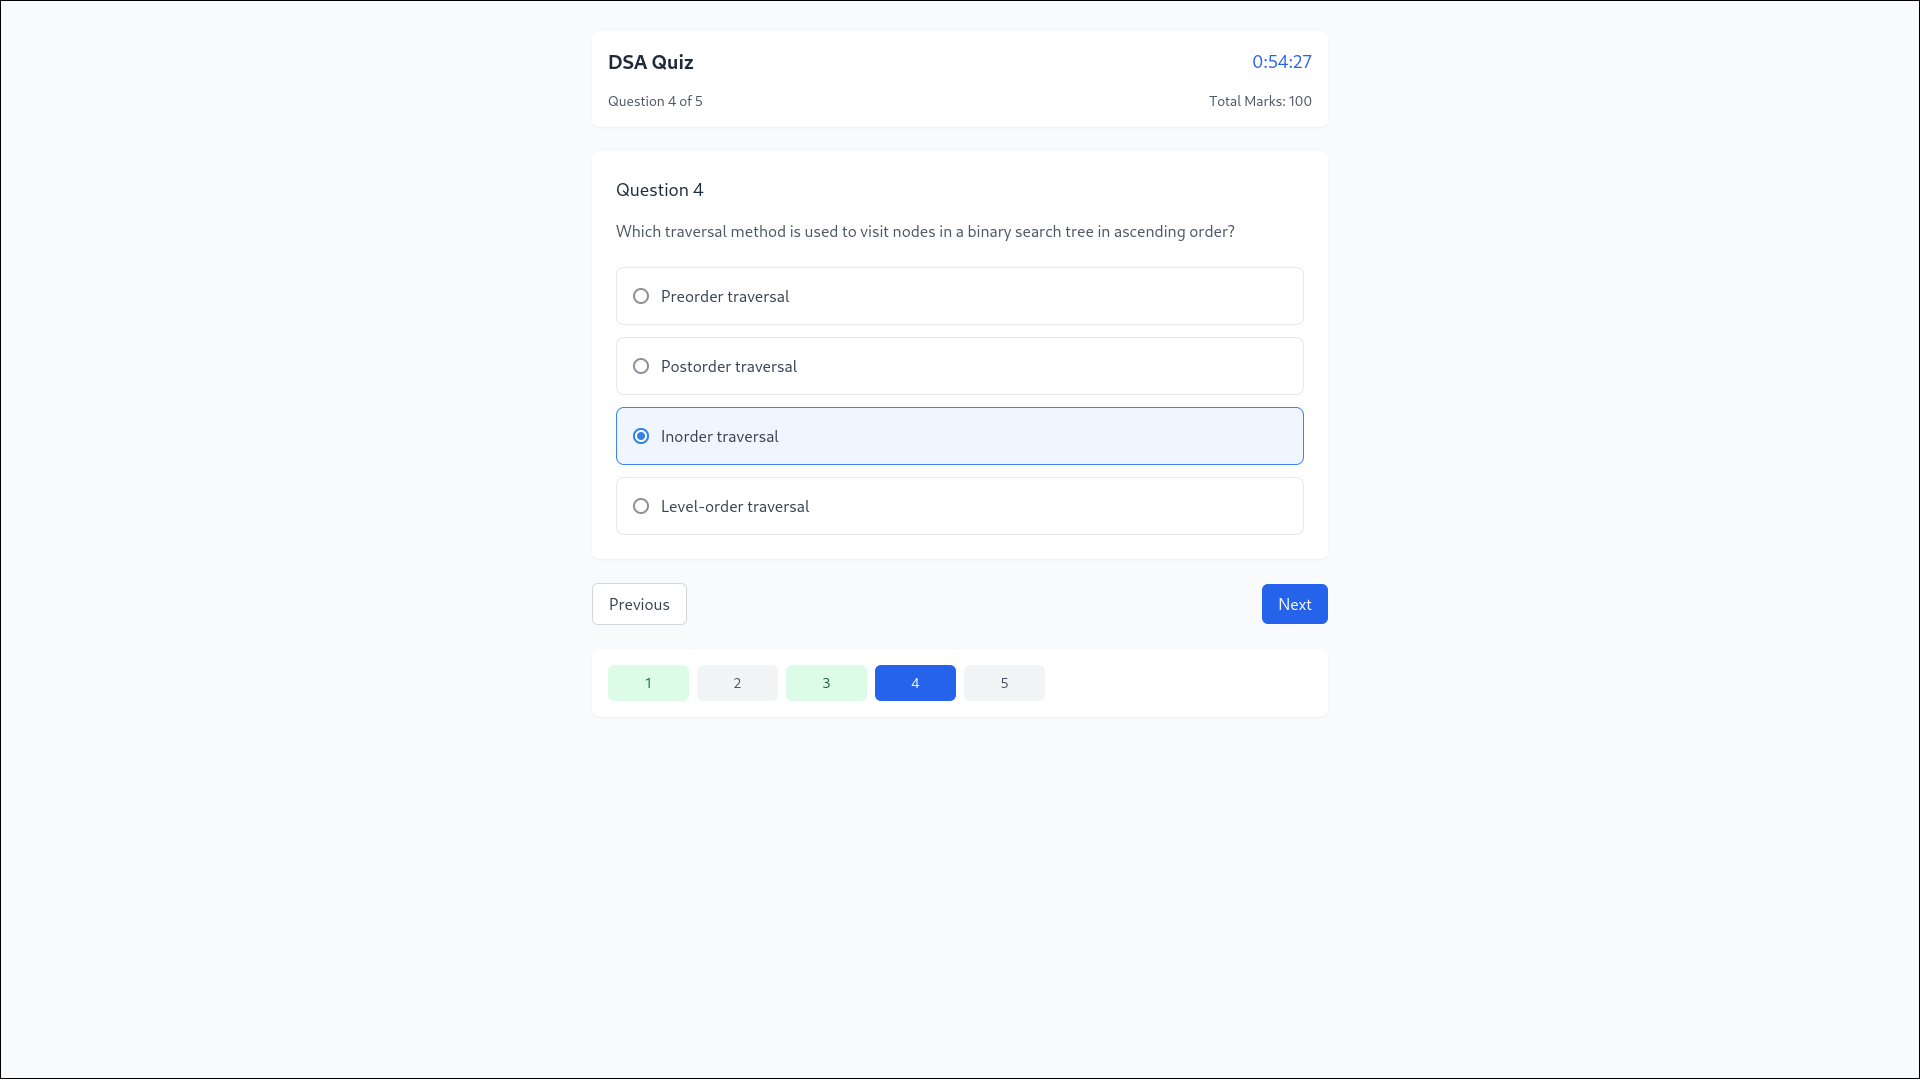 DSA Quiz
0:54:27
Question 4 of 5
Total Marks: 100
Question 4
Which traversal method is used to visit nodes in a binary search tree in ascending order?
Preorder traversal
Postorder traversal
Inorder traversal
Level-order traversal
Previous
Next
1 2 3 4 5